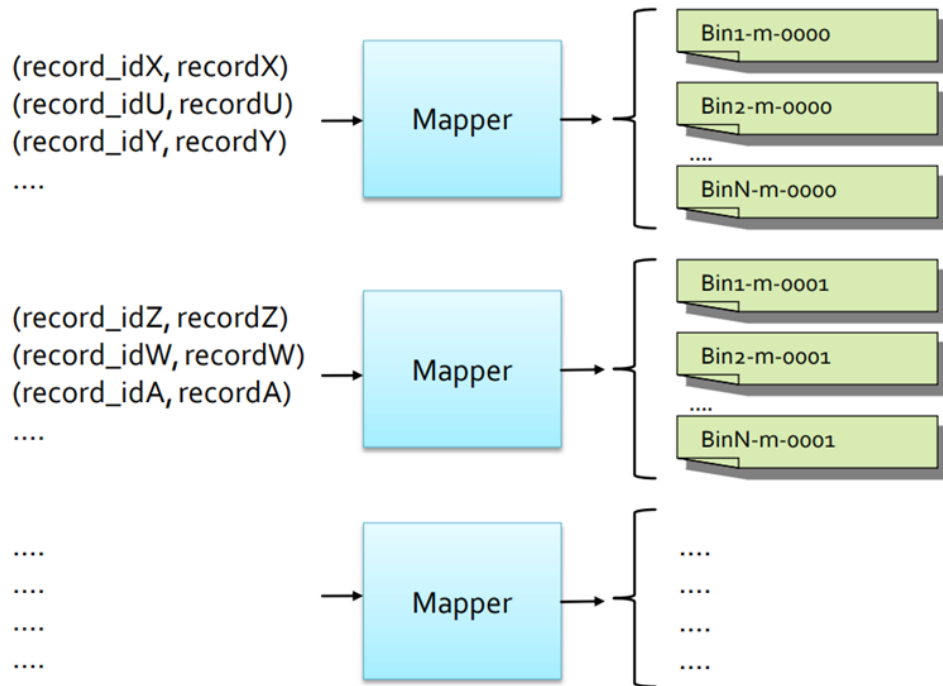 (record_idX, recordX)
(record_idU, recordU)
(record_idY, recordY)
....
Mapper
Bin1-m-0000
Bin2-m-0000
....
BinN-m-0000
(record_idZ, recordZ)
(record_idW, recordW)
(record_idA, recordA)
....
Mapper
Bin1-m-0001
Bin2-m-0001
....
BinN-m-0001
....
....
....
....
Mapper
....
....
....
....